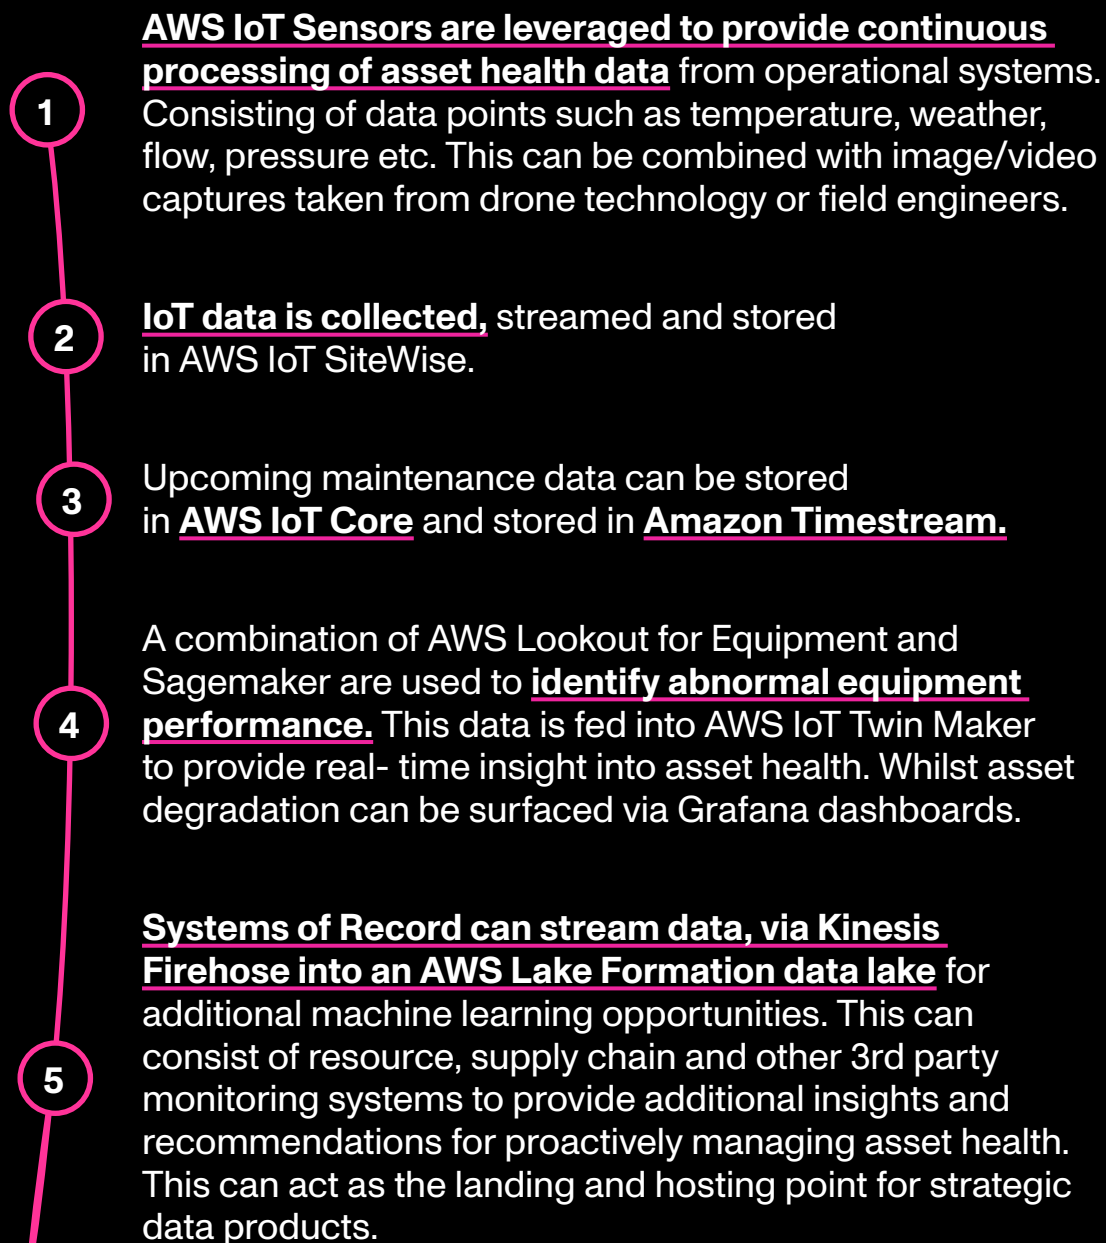 AWS IoT Sensors are leveraged to provide continuous
processing of asset health data from operational systems.
1
Consisting of data points such as temperature, weather,
flow, pressure etc. This can be combined with image/video
captures taken from drone technology or field engineers.
IoT data is collected, streamed and stored
2
in AWS IoT SiteWise.
Upcoming maintenance data can be stored
3
in AWS IoT Core and stored in Amazon Timestream.
A combination of AWS Lookout for Equipment and
Sagemaker are used to identify abnormal equipment
4
performance. This data is fed into AWS IoT Twin Maker
to provide real- time insight into asset health. Whilst asset
degradation can be surfaced via Grafana dashboards.
Systems of Record can stream data, via Kinesis
Firehose into an AWS Lake Formation data lake for
additional machine learning opportunities. This can
consist of resource, supply chain and other 3rd party
5
monitoring systems to provide additional insights and
recommendations for proactively managing asset health.
This can act as the landing and hosting point for strategic
data products.